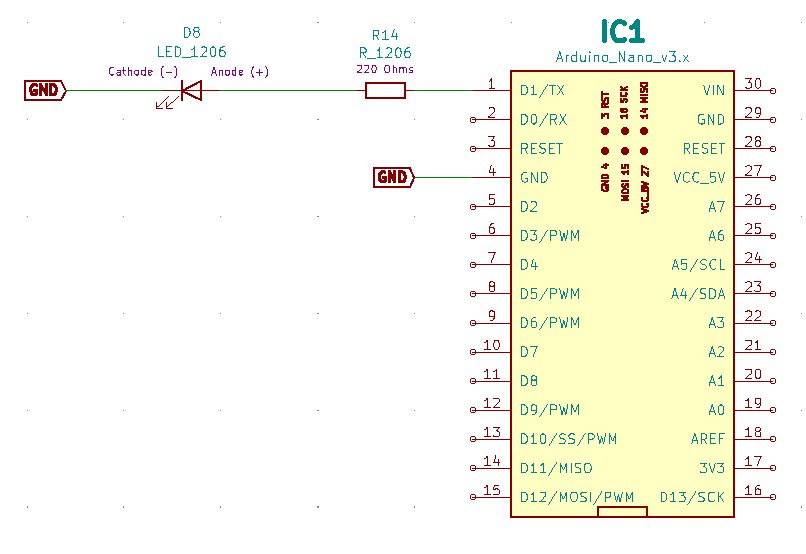 IC1
Arduino_Nano_v3.x
D8
LED_1206
Cathode (-)
Anode (+)
R14
R_1206
220 Ohms
GND
GND
1 D1/TX
2 D0/RX
3 RESET
4 GND
5 D2
6 D3/PWM
7 D4
8 D5/PWM
9 D6/PWM
10 D7
11 D8
12 D9/PWM
13 D10/SS/PWM
14 D11/MISO
15 D12/MOSI/PWM
3 RST
16 SCK
14 MISO
GND 4
MOSI 15
VCC_5V 27
VIN 30
GND 29
RESET 28
VCC_5V 27
A7 26
A6 25
A5/SCL 24
A4/SDA 23
A3 22
A2 21
A1 20
A0 19
AREF 18
3V3 17
D13/SCK 16